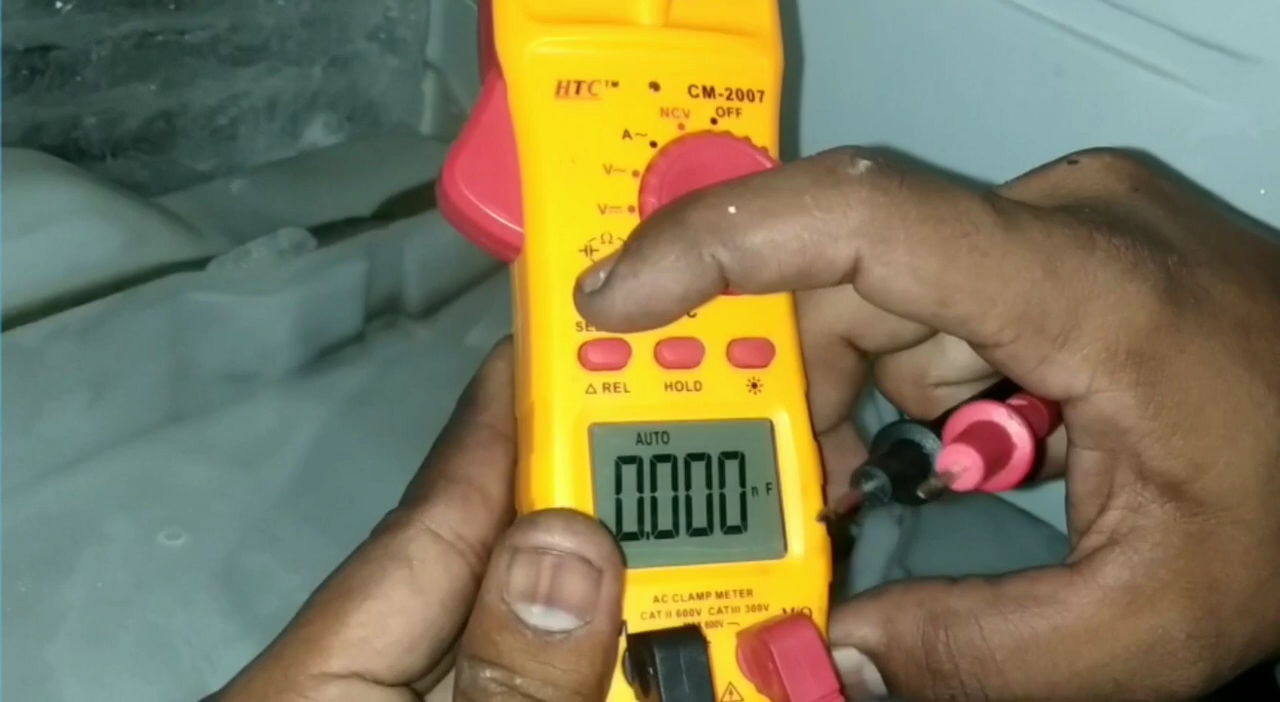 HTC™
CM-2007
NCV
OFF
A~
V~
V⎓
Ω
△ REL
HOLD
AUTO
0.000 n F
AC CLAMP METER
CAT II 600V CAT III 300V
600V